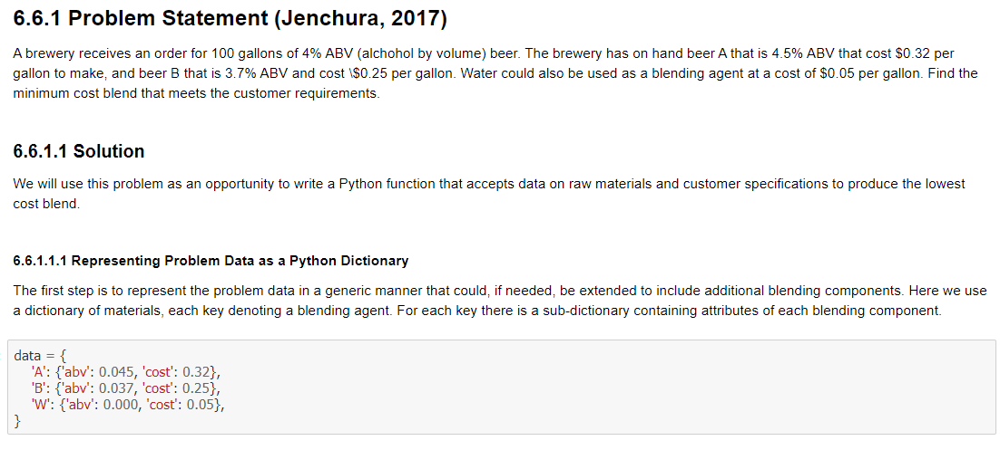 6.6.1 Problem Statement (Jenchura, 2017)
A brewery receives an order for 100 gallons of 4% ABV (alchohol by volume) beer. The brewery has on hand beer A that is 4.5% ABV that cost $0.32 per
gallon to make, and beer B that is 3.7% ABV and cost \$0.25 per gallon. Water could also be used as a blending agent at a cost of $0.05 per gallon. Find the
minimum cost blend that meets the customer requirements.
6.6.1.1 Solution
We will use this problem as an opportunity to write a Python function that accepts data on raw materials and customer specifications to produce the lowest
cost blend.
6.6.1.1.1 Representing Problem Data as a Python Dictionary
The first step is to represent the problem data in a generic manner that could, if needed, be extended to include additional blending components. Here we use
a dictionary of materials, each key denoting a blending agent. For each key there is a sub-dictionary containing attributes of each blending component.
data = {
'A': {'abv': 0.045, 'cost': 0.32},
'B': {'abv': 0.037, 'cost': 0.25},
'W': {'abv': 0.000, 'cost': 0.05},
}